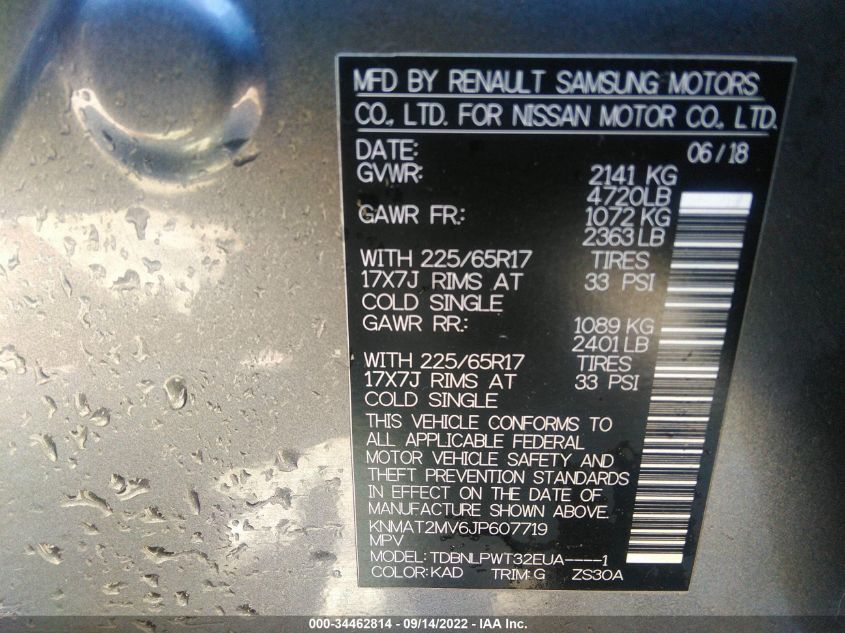 MFD BY RENAULT SAMSUNG MOTORS
CO., LTD. FOR NISSAN MOTOR CO., LTD.
DATE: 06/18
GVWR: 2141 KG
4720LB
GAWR FR: 1072 KG
2363 LB
WITH 225/65R17 TIRES
17X7J RIMS AT 33 PSI
COLD SINGLE
GAWR RR: 1089 KG
2401 LB
WITH 225/65R17 TIRES
17X7J RIMS AT 33 PSI
COLD SINGLE
THIS VEHICLE CONFORMS TO
ALL APPLICABLE FEDERAL
MOTOR VEHICLE SAFETY AND
THEFT PREVENTION STANDARDS
IN EFFECT ON THE DATE OF
MANUFACTURE SHOWN ABOVE.
KNMAT2MV6JP607719
MPV
MODEL: TDBNLPWT32EUA----1
COLOR: KAD TRIM: G ZS30A
000-34462814 - 09/14/2022 - IAA Inc.